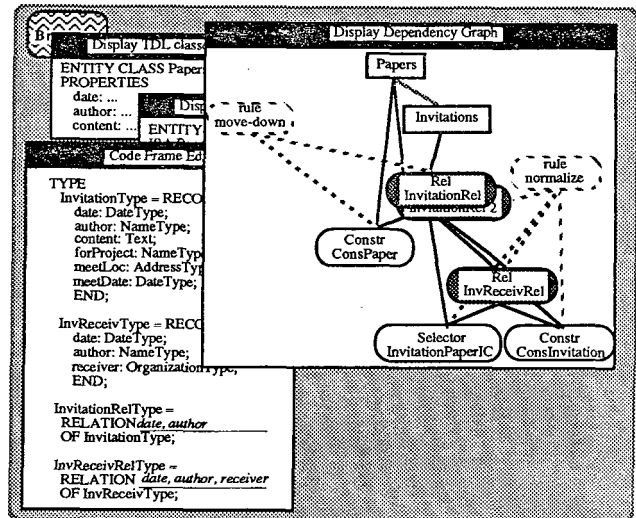 Br
Display TDL class
ENTITY CLASS Paper
PROPERTIES
date: ...
author: ...
content: ...
Disp
ENTITY
Code Frame Ed
TYPE
InvitationType = RECO
date: DateType;
author: NameType;
content: Text;
forProject: NameTyp
meetLoc: AddressTyp
meetDate: DateType;
END;
InvReceivType = RECO
date: DateType;
author: NameType;
receiver: OrganizationType;
END;
InvitationRelType =
RELATION date, author
OF InvitationType;
InvReceivRelType =
RELATION date, author, receiver
OF InvReceivType;
Display Dependency Graph
Papers
rule
move-down
Invitations
rule
normalize
Rel
InvitationRel
InvitationRel 2
Constr
ConsPaper
Rel
InvReceivRel
Selector
InvitationPaperIC
Constr
ConsInvitation